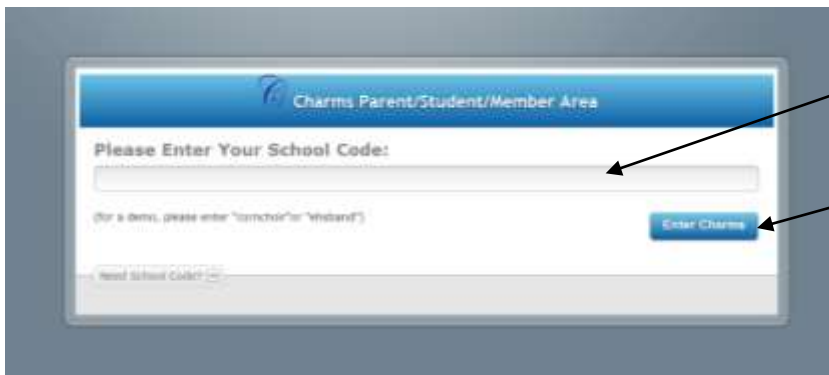 Charms Parent/Student/Member Area
Please Enter Your School Code:
(for a demo, please enter "cornchoir"or "ehsband")
Enter Charms
Need School Code?